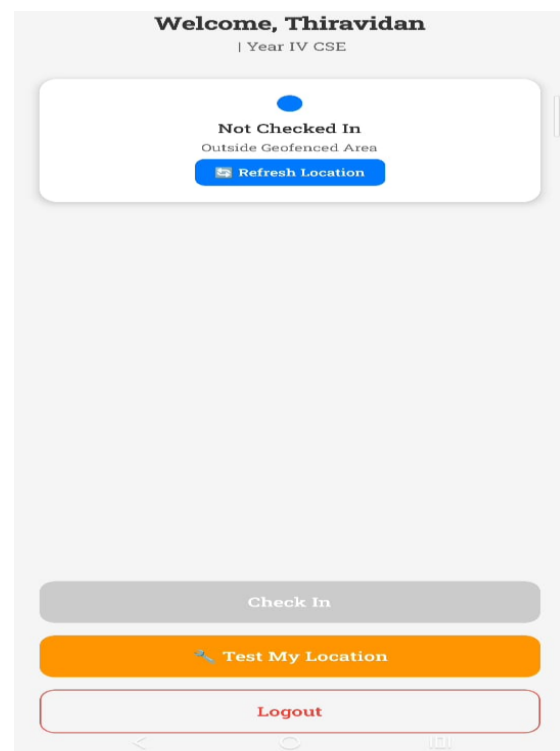 Welcome, Thiravidan
| Year IV CSE
Not Checked In
Outside Geofenced Area
Refresh Location
Check In
Test My Location
Logout